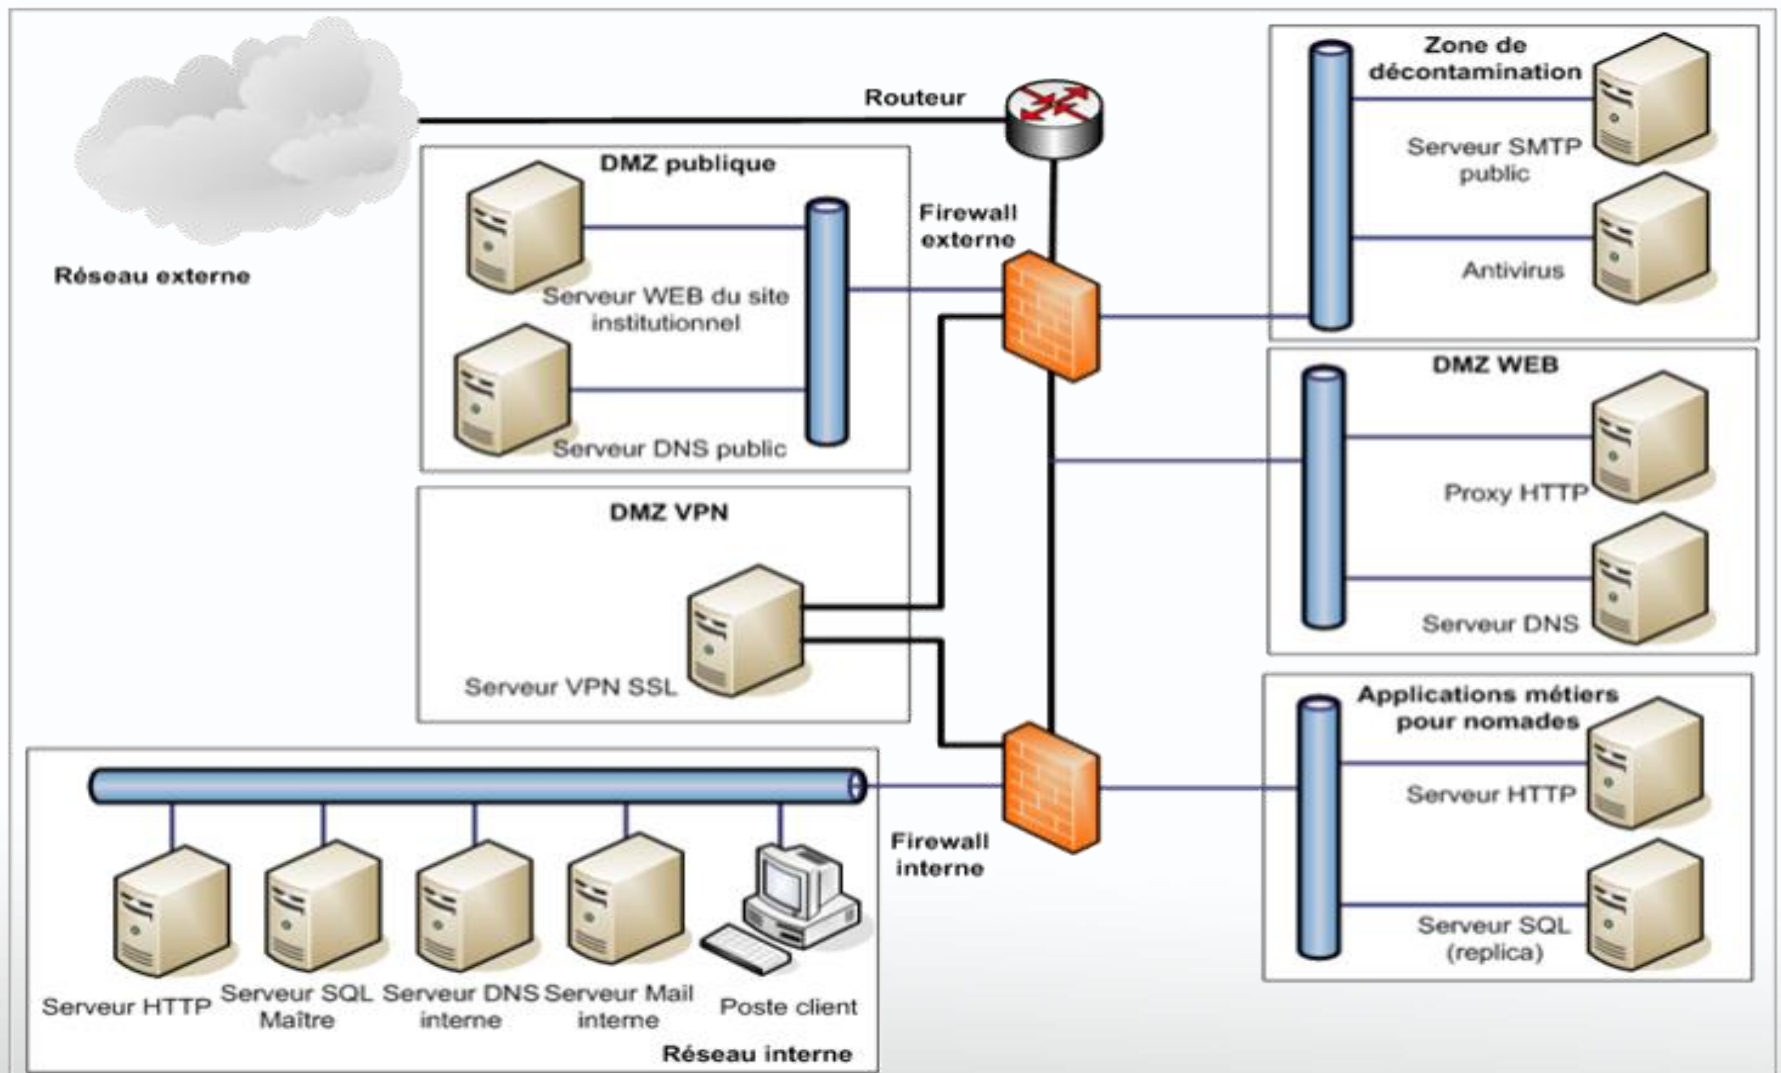 Réseau externe
Routeur
DMZ publique
Serveur WEB du site
institutionnel
Serveur DNS public
Firewall
externe
Zone de
décontamination
Serveur SMTP
public
Antivirus
DMZ WEB
Proxy HTTP
Serveur DNS
DMZ VPN
Serveur VPN SSL
Applications métiers
pour nomades
Serveur HTTP
Serveur SQL
(replica)
Firewall
interne
Serveur HTTP
Serveur SQL
Maître
Serveur DNS
interne
Serveur Mail
interne
Poste client
Réseau interne